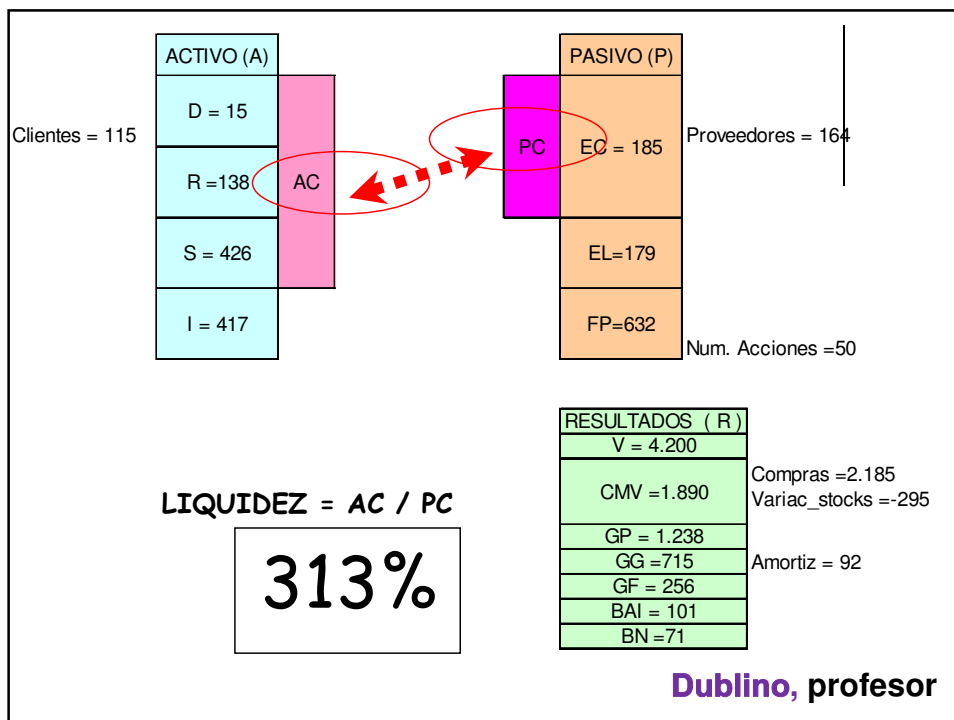 ACTIVO (A)
D = 15
Clientes = 115
R =138
AC
S = 426
I = 417
PASIVO (P)
PC
EC = 185
Proveedores = 164
EL=179
FP=632
Num. Acciones =50
RESULTADOS ( R )
V = 4.200
CMV =1.890
Compras =2.185
Variac_stocks =-295
GP = 1.238
GG =715
Amortiz = 92
GF = 256
BAI = 101
BN =71
LIQUIDEZ = AC / PC
313%
Dublino, profesor